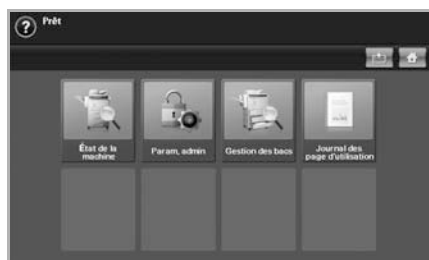 ? Prêt
État de la
machine
Param, admin
Gestion des bacs
Journal des
page d'utilisation